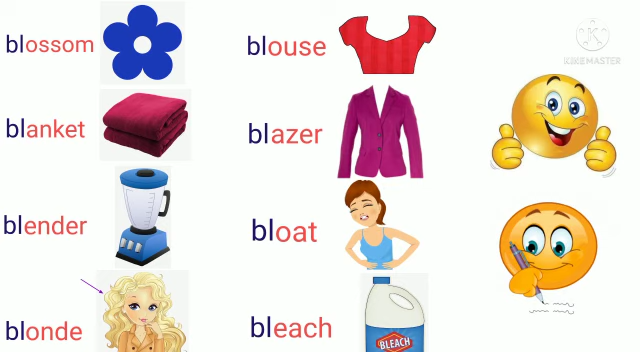 blossom
blanket
blender
blonde
blouse
blazer
bloat
bleach
BLEACH
K
KINEMASTER